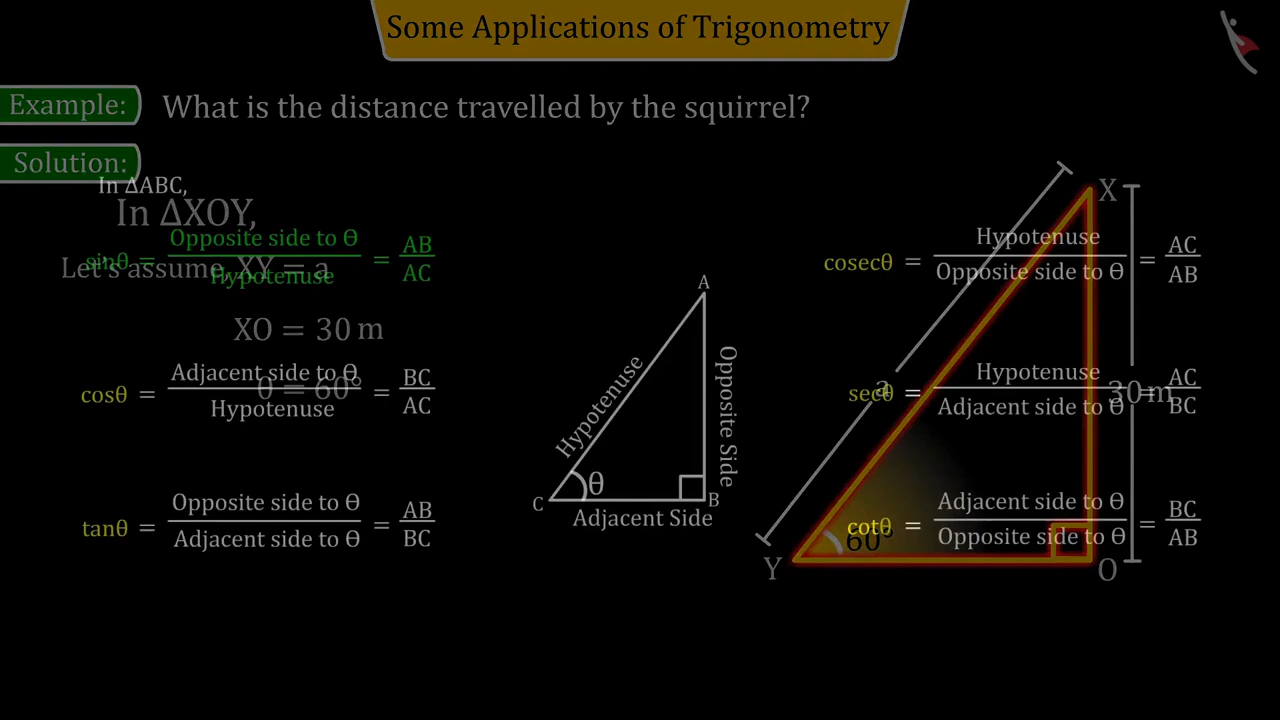 Some Applications of Trigonometry
Example: What is the distance travelled by the squirrel?
Solution:
In ΔABC,
In ΔXOY,
sinθ = Opposite side to Θ / Hypotenuse = AB / AC
Let's assume, XY = a
XO = 30 m
θ = 60°
cosθ = Adjacent side to Θ / Hypotenuse = BC / AC
tanθ = Opposite side to Θ / Adjacent side to Θ = AB / BC
A
Hypotenuse
Opposite Side
θ
C
B
Adjacent Side
cosecθ = Hypotenuse / Opposite side to Θ = AC / AB
secθ = Hypotenuse / Adjacent side to Θ = AC / BC
cotθ = Adjacent side to Θ / Opposite side to Θ = BC / AB
X
a
30 m
60°
Y
O